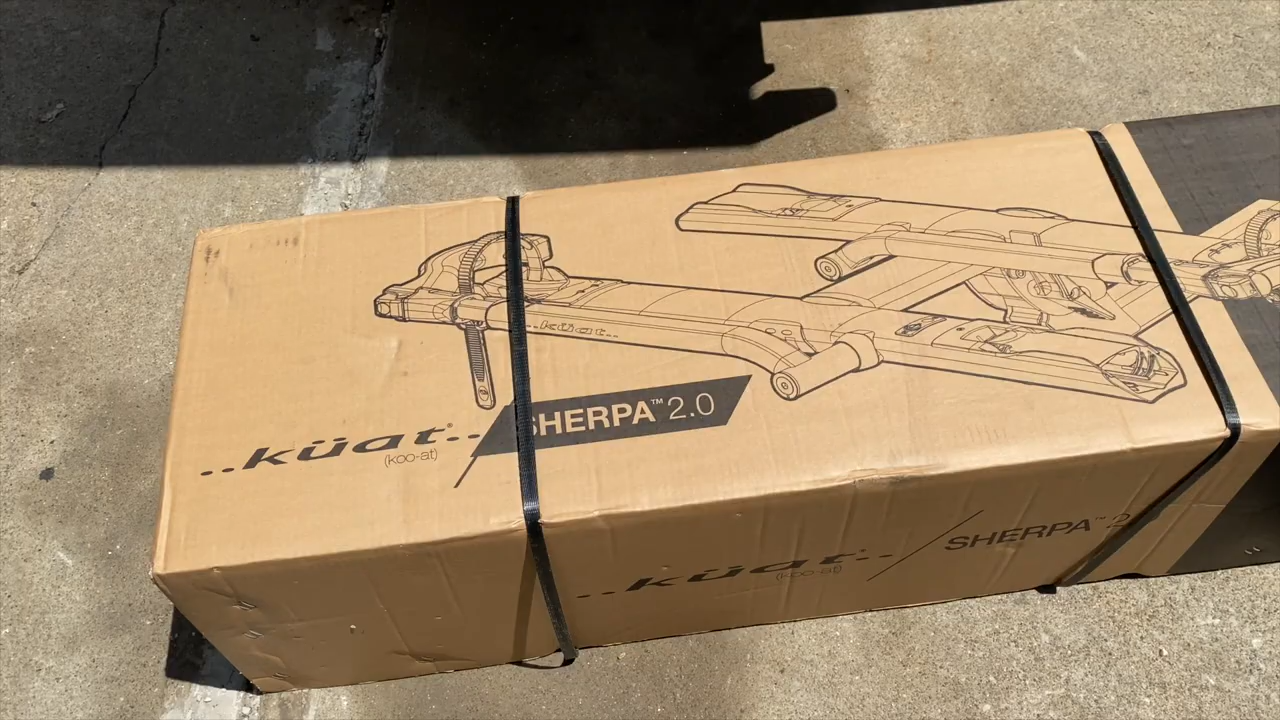 ..küat..
..küat®..
(koo-at)
SHERPA™ 2.0
..küat..
(koo-at)
SHERPA™ 2